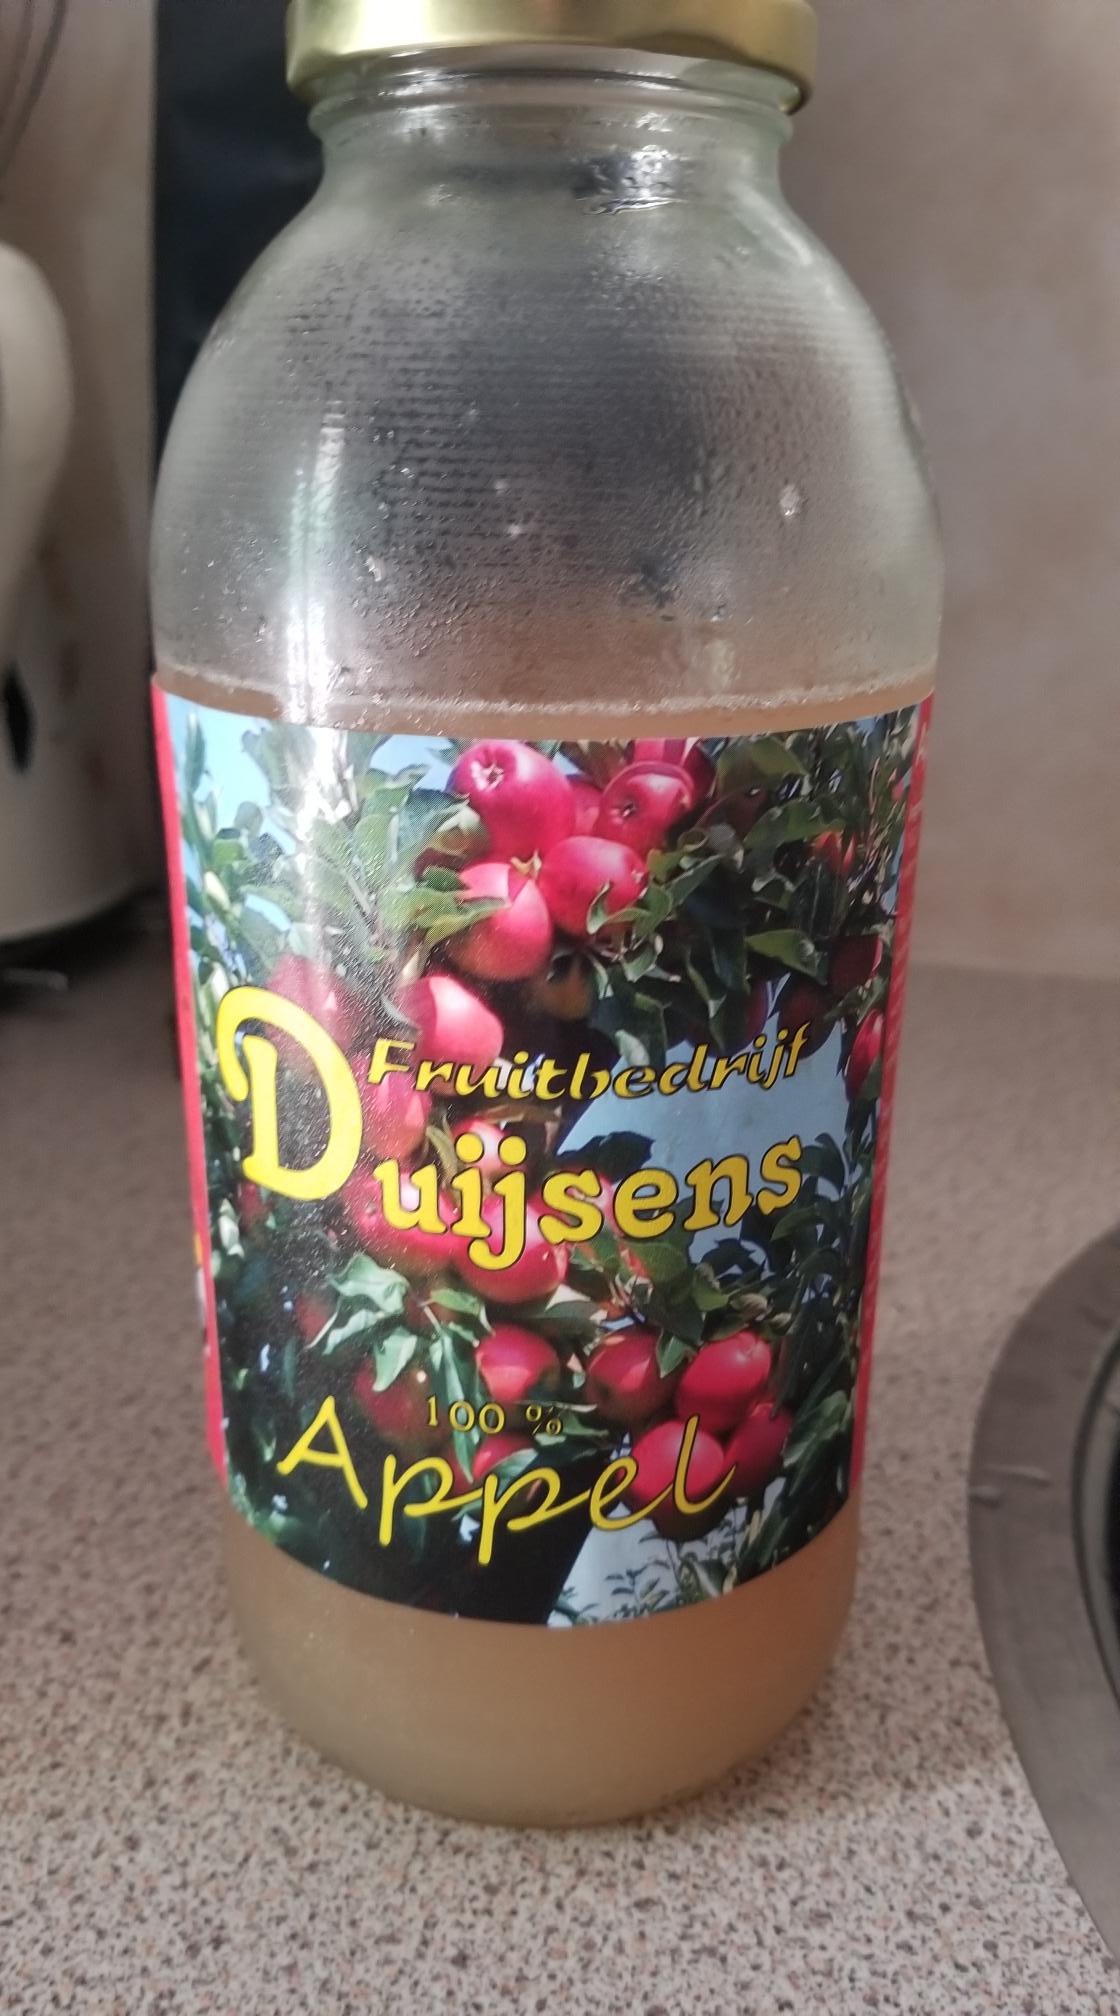 Fruitbedrijf
Duijsens
100 %
Appel